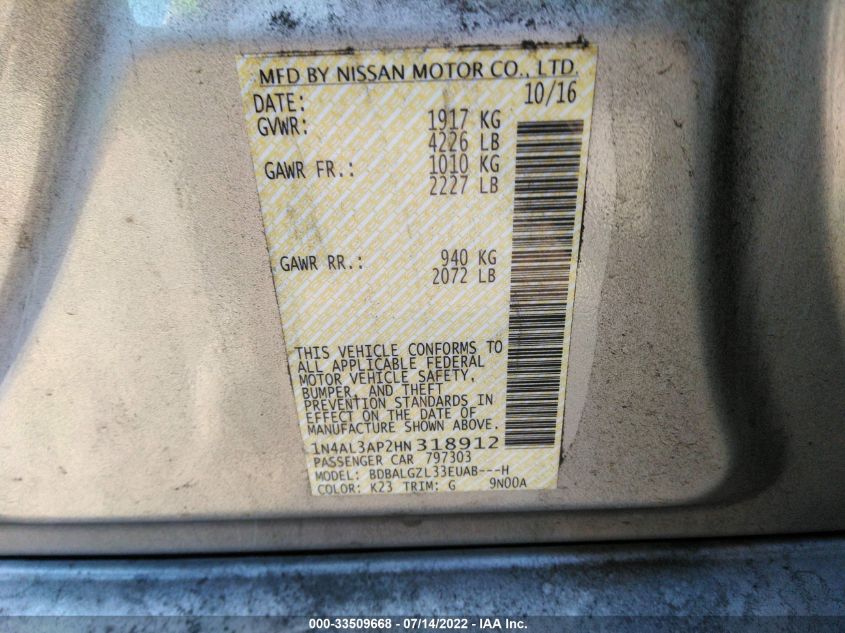 MFD BY NISSAN MOTOR CO., LTD.
DATE: 10/16
GVWR: 1917 KG
4226 LB
GAWR FR.: 1010 KG
2227 LB
GAWR RR.: 940 KG
2072 LB
THIS VEHICLE CONFORMS TO
ALL APPLICABLE FEDERAL
MOTOR VEHICLE SAFETY,
BUMPER, AND THEFT
PREVENTION STANDARDS IN
EFFECT ON THE DATE OF
MANUFACTURE SHOWN ABOVE.
1N4AL3AP2HN318912
PASSENGER CAR 797303
MODEL: BDBALGZL33EUAB---H
COLOR: K23 TRIM: G 9N00A
000-33509668 - 07/14/2022 - IAA Inc.